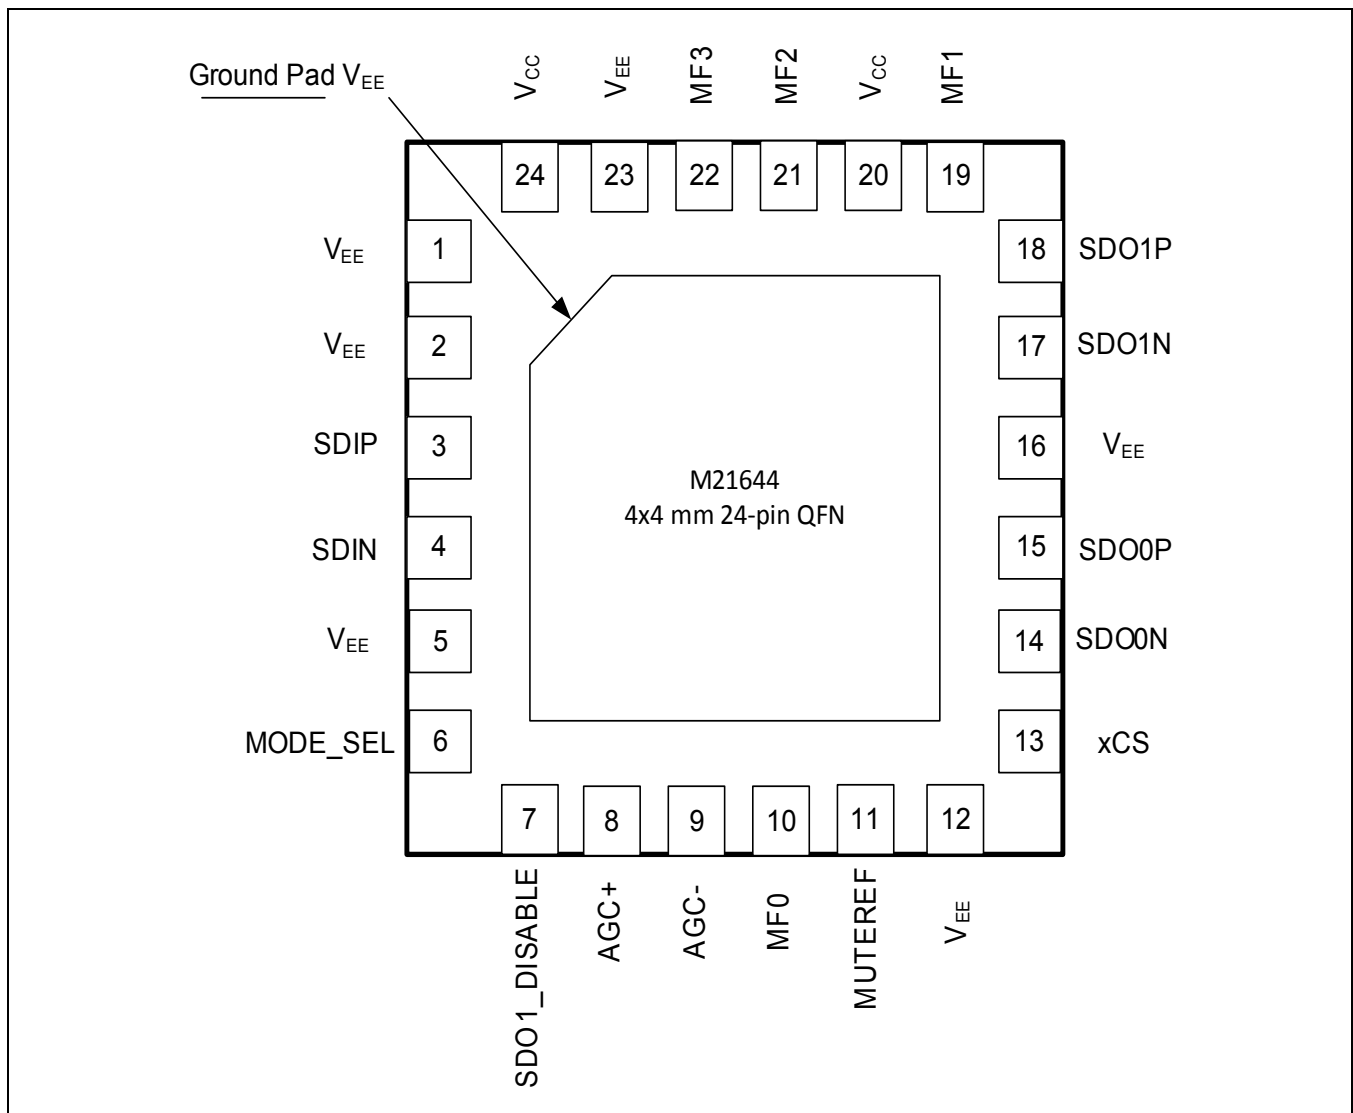 Ground Pad VEE
VCC
VEE
MF3
MF2
VCC
MF1
24
23
22
21
20
19
VEE
1
18
SDO1P
VEE
2
17
SDO1N
SDIP
3
16
VEE
M21644
4x4 mm 24-pin QFN
SDIN
4
15
SDO0P
VEE
5
14
SDO0N
MODE_SEL
6
13
xCS
7
8
9
10
11
12
SDO1_DISABLE
AGC+
AGC-
MF0
MUTEREF
VEE